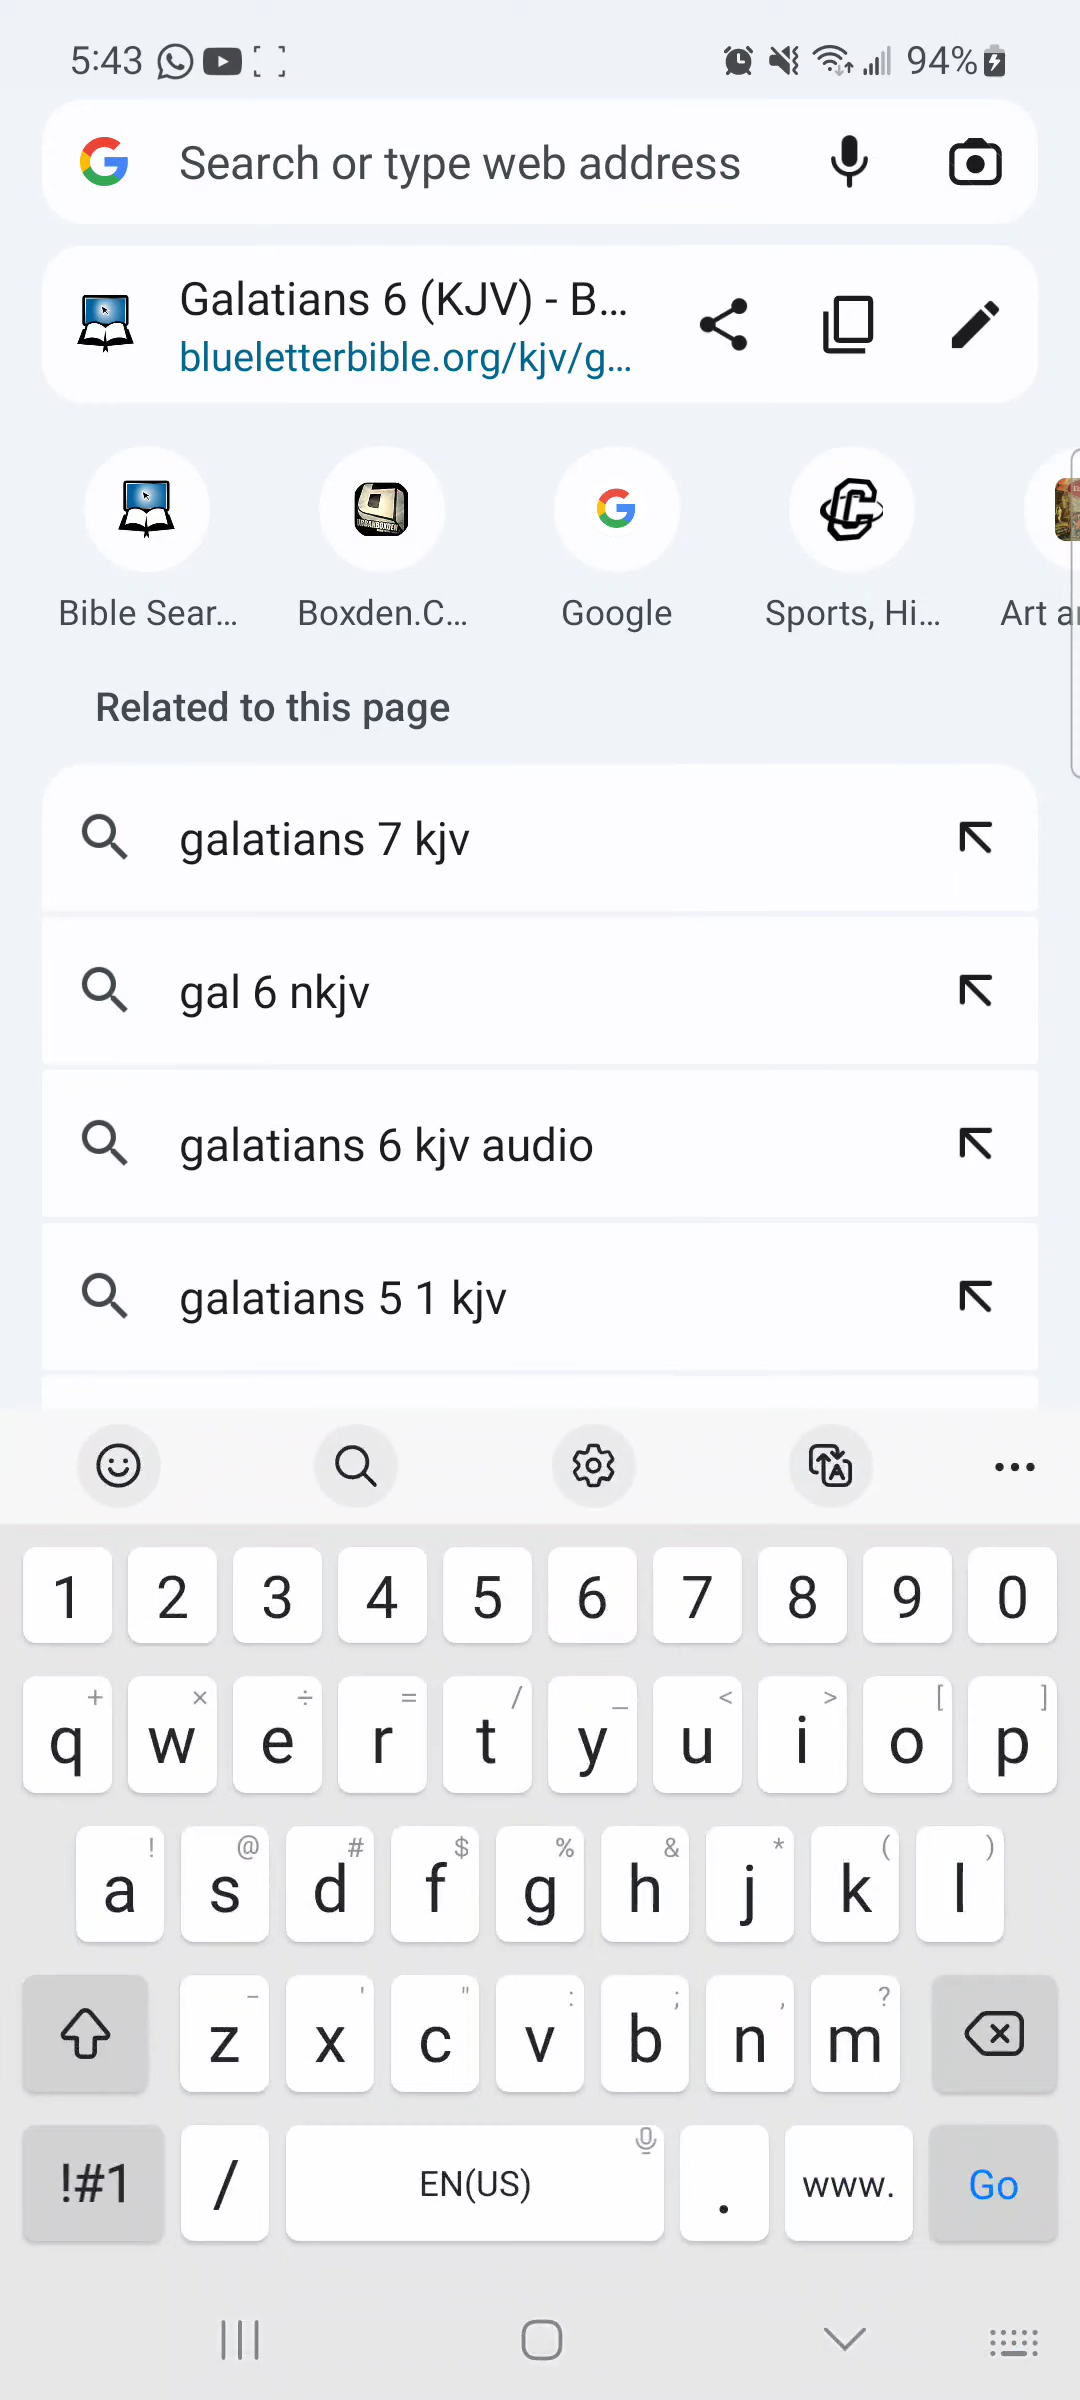 5:43
94%
Search or type web address
Galatians 6 (KJV) - B...
blueletterbible.org/kjv/g...
Bible Sear... Boxden.C... Google Sports, Hi... Art a
Related to this page
galatians 7 kjv
gal 6 nkjv
galatians 6 kjv audio
galatians 5 1 kjv
1 2 3 4 5 6 7 8 9 0
+ × ÷ = / _ < > [ ]
q w e r t y u i o p
! @ # $ % & * ( )
a s d f g h j k l
- ' " : ; , ?
z x c v b n m
!#1 / EN(US) . www. Go